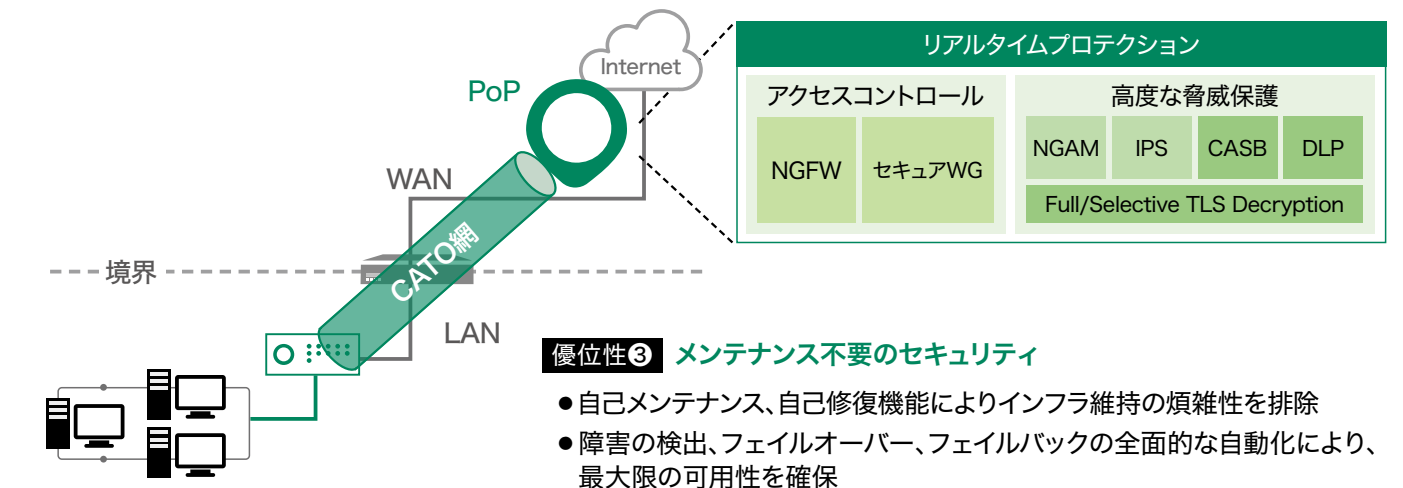 Internet
PoP
WAN
CATO網
境界
LAN
リアルタイムプロテクション
アクセスコントロール
NGFW
セキュアWG
高度な脅威保護
NGAM
IPS
CASB
DLP
Full/Selective TLS Decryption
優位性❸ メンテナンス不要のセキュリティ
●自己メンテナンス、自己修復機能によりインフラ維持の煩雑性を排除
●障害の検出、フェイルオーバー、フェイルバックの全面的な自動化により、
最大限の可用性を確保